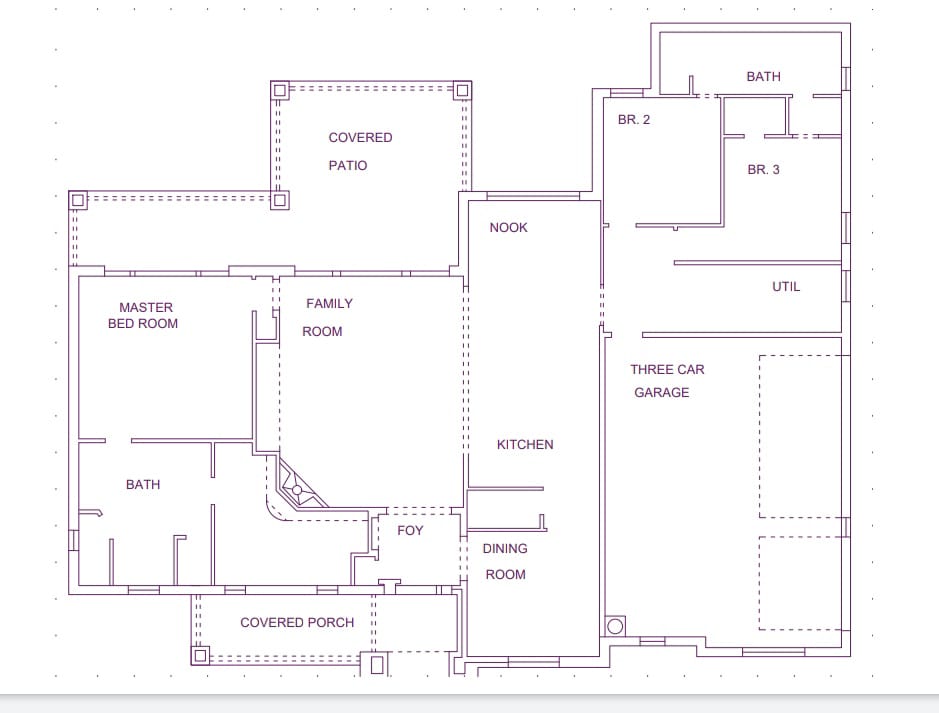 BATH
BR. 2
COVERED
PATIO
BR. 3
NOOK
UTIL
MASTER
BED ROOM
FAMILY
ROOM
THREE CAR
GARAGE
KITCHEN
BATH
FOY
DINING
ROOM
COVERED PORCH